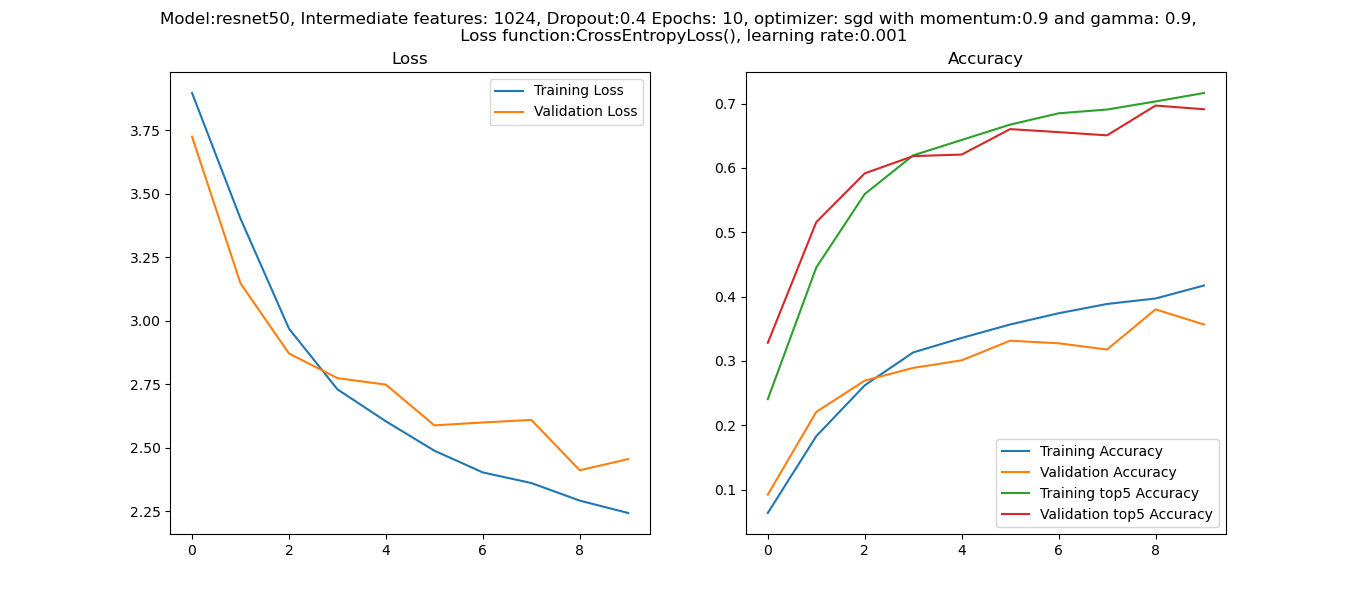 Model:resnet50, Intermediate features: 1024, Dropout:0.4 Epochs: 10, optimizer: sgd with momentum:0.9 and gamma: 0.9,
Loss function:CrossEntropyLoss(), learning rate:0.001
Loss
Training Loss
Validation Loss
3.75
3.50
3.25
3.00
2.75
2.50
2.25
0 2 4 6 8
Accuracy
0.7
0.6
0.5
0.4
0.3
0.2
0.1
Training Accuracy
Validation Accuracy
Training top5 Accuracy
Validation top5 Accuracy
0 2 4 6 8